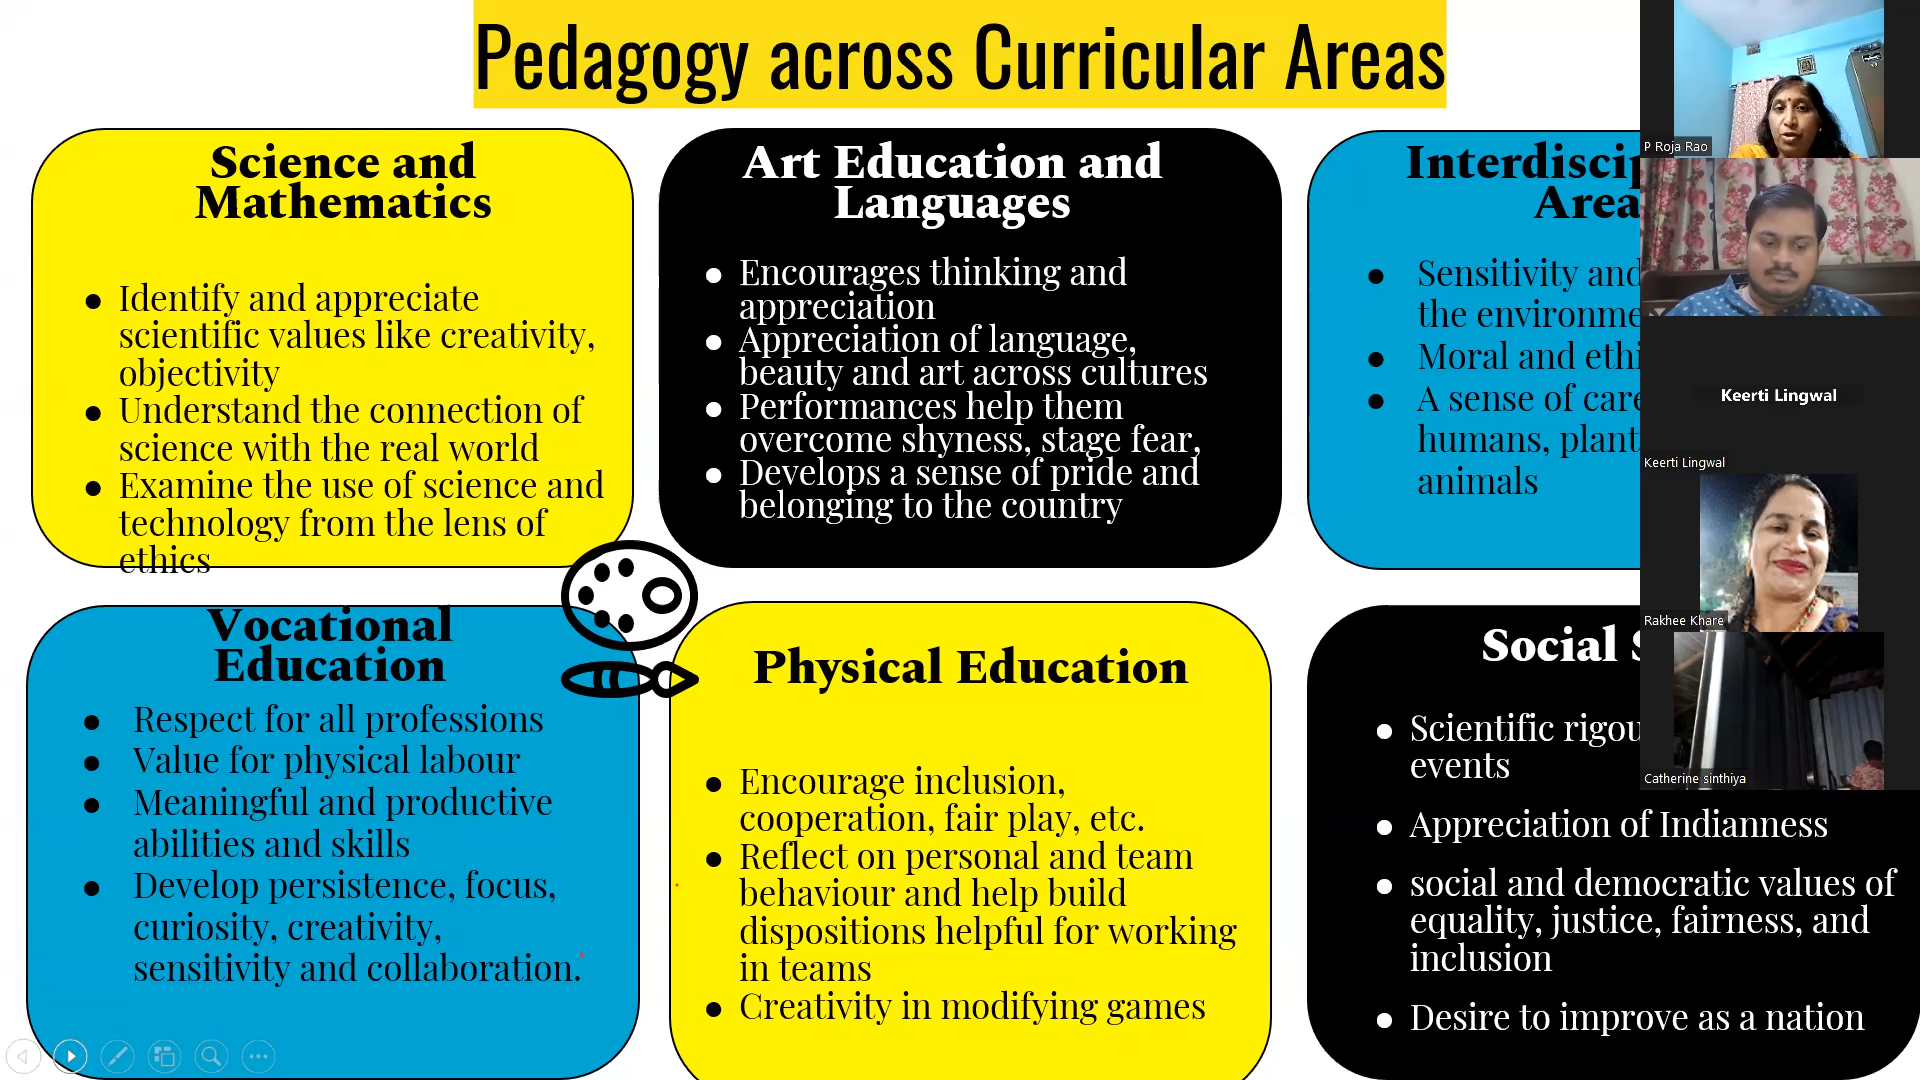 Pedagogy across Curricular Areas
Science and
Mathematics
● Identify and appreciate
scientific values like creativity,
objectivity
● Understand the connection of
science with the real world
● Examine the use of science and
technology from the lens of
ethics
Art Education and
Languages
● Encourages thinking and
appreciation
● Appreciation of language,
beauty and art across cultures
● Performances help them
overcome shyness, stage fear,
● Develops a sense of pride and
belonging to the country
● Sensitivity and
the
● Moral and
● A sense of
humans,
animals
Vocational
Education
● Respect for all professions
● Value for physical labour
● Meaningful and productive
abilities and skills
● Develop persistence, focus,
curiosity, creativity,
sensitivity and collaboration.
Physical Education
● Encourage inclusion,
cooperation, fair play, etc.
● Reflect on personal and team
behaviour and help build
dispositions helpful for working
in teams
● Creativity in modifying games
Social
● Scientific
events
● Appreciation of Indianness
● social and democratic values of
equality, justice, fairness, and
inclusion
● Desire to improve as a nation
P Roja Rao
Keerti Lingwal
Keerti Lingwal
Rakhee Khare
Catherine sinthiya